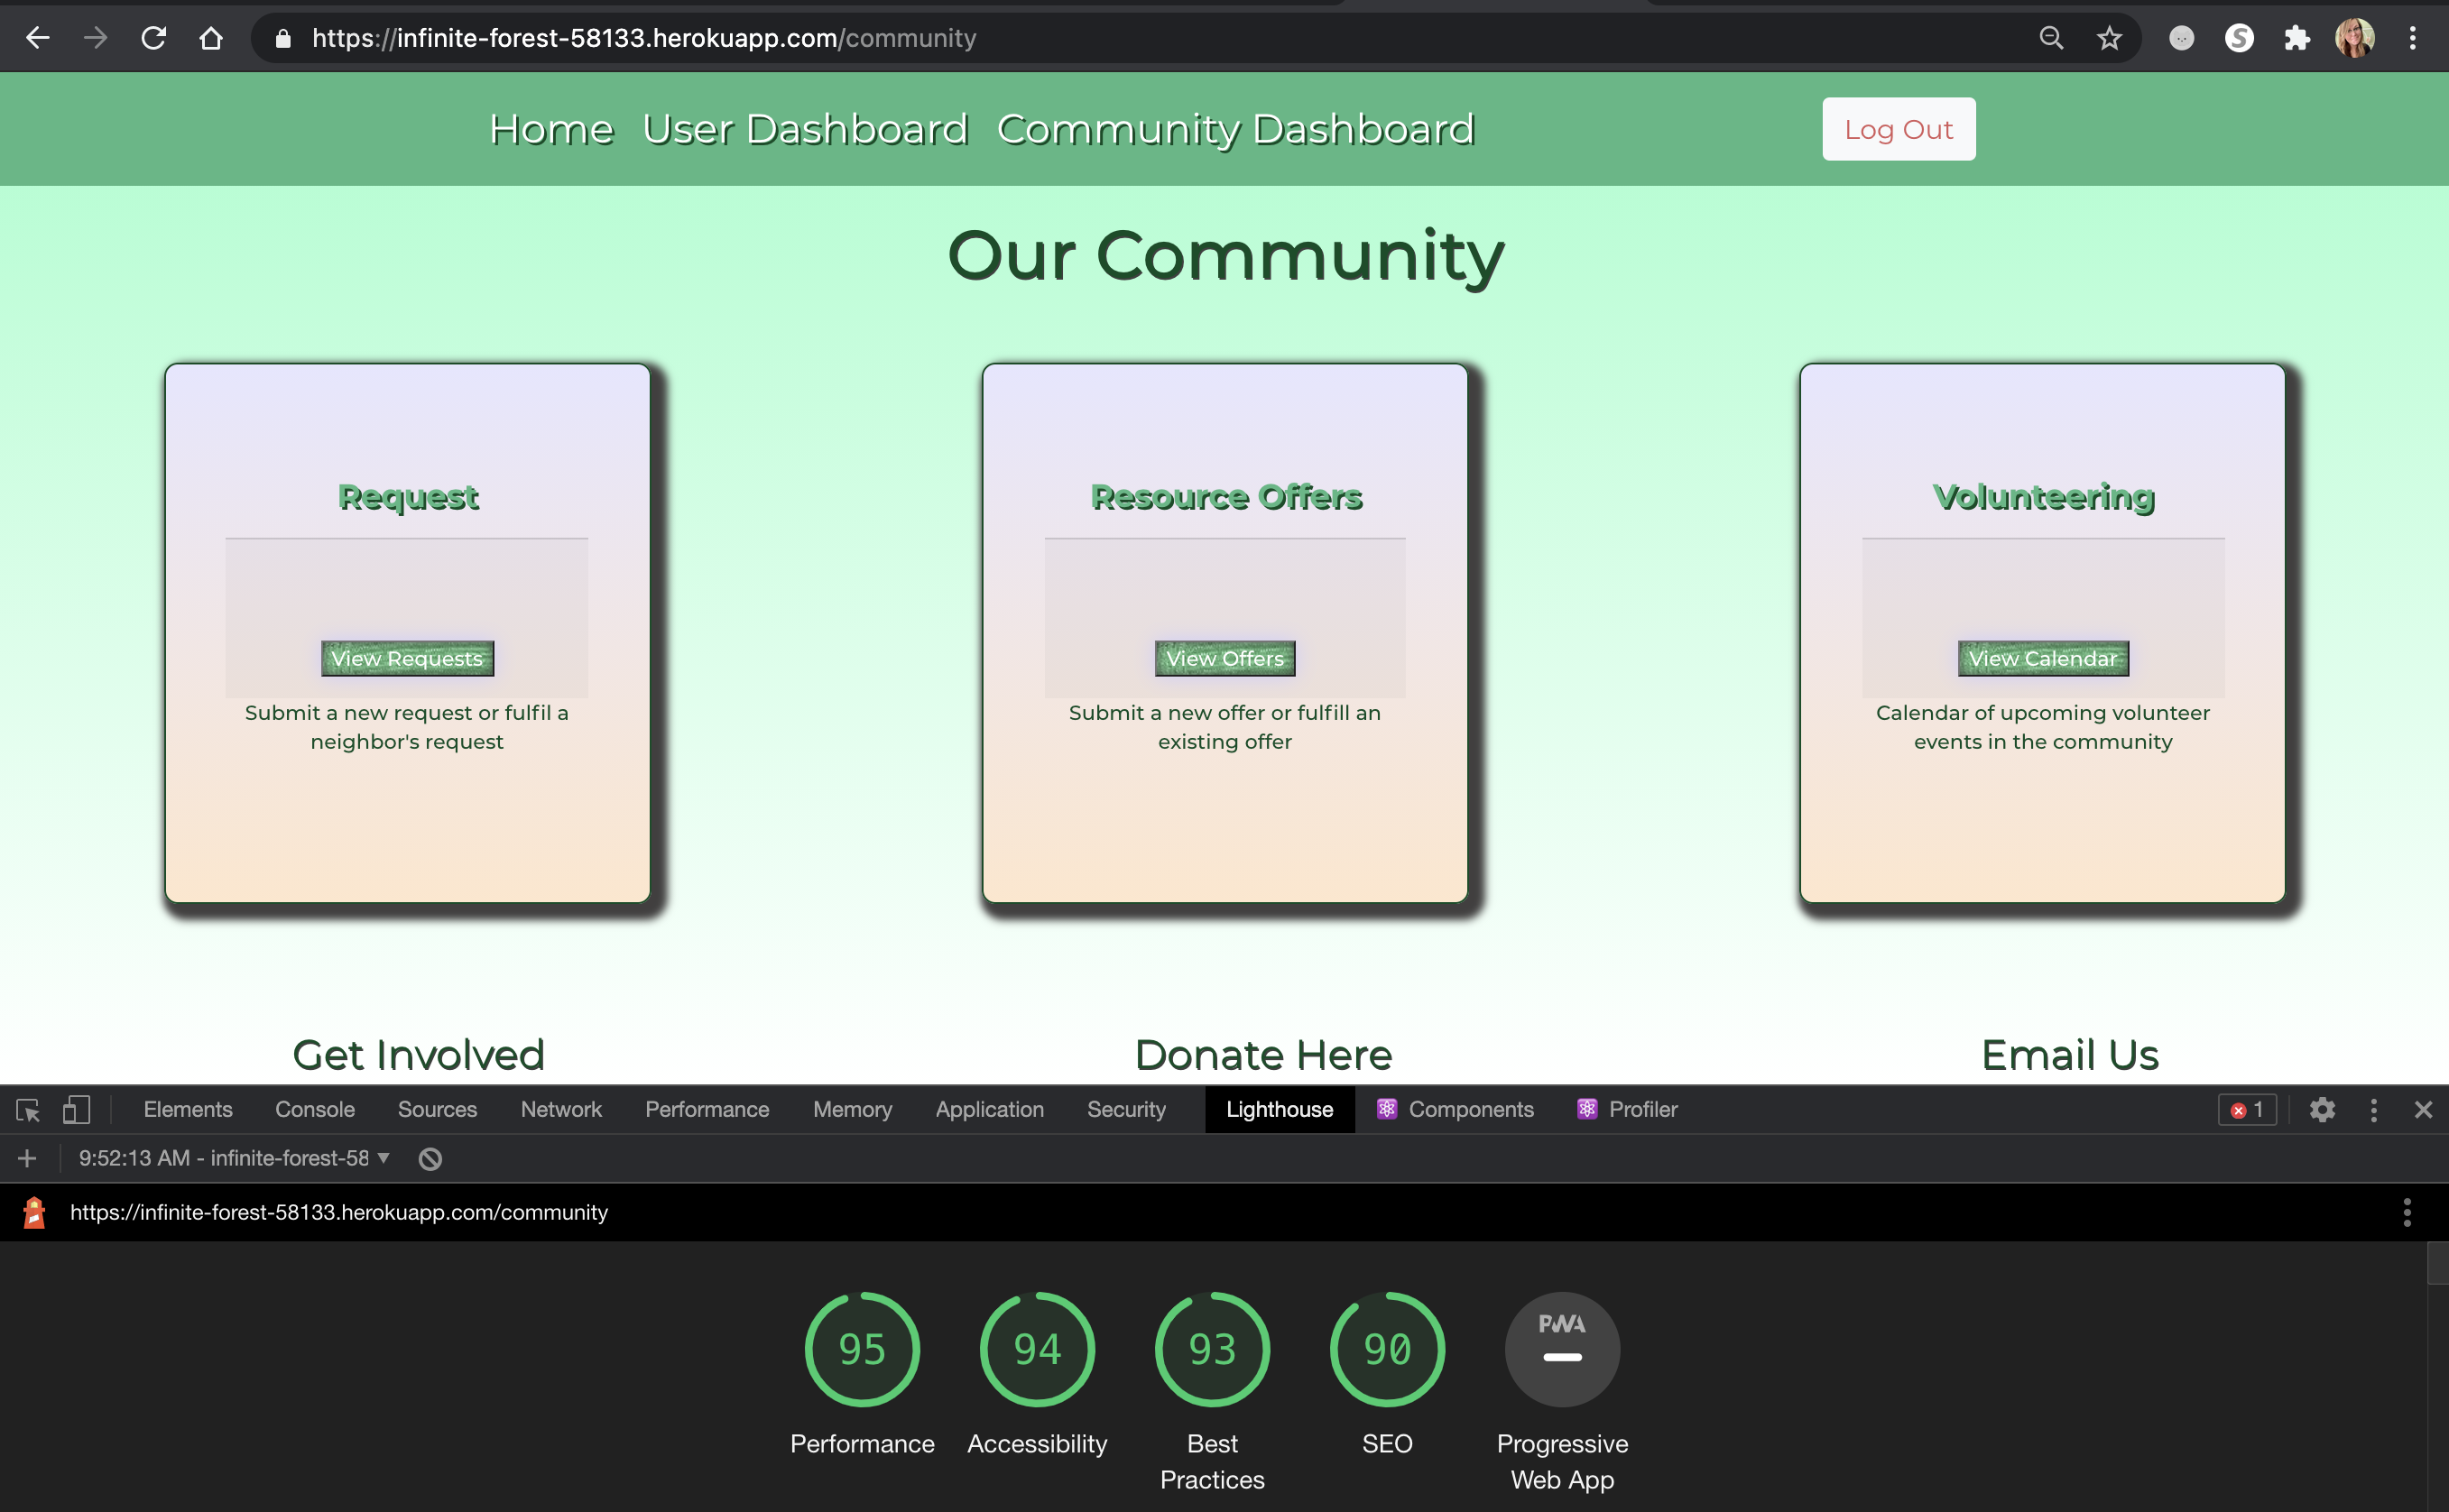 https://infinite-forest-58133.herokuapp.com/community
Home User Dashboard Community Dashboard Log Out
Our Community
Request
View Requests
Submit a new request or fulfil a
neighbor's request
Resource Offers
View Offers
Submit a new offer or fulfill an
existing offer
Volunteering
View Calendar
Calendar of upcoming volunteer
events in the community
Get Involved
Donate Here
Email Us
Elements Console Sources Network Performance Memory Application Security Lighthouse Components Profiler 1
9:52:13 AM - infinite-forest-58
https://infinite-forest-58133.herokuapp.com/community
95
Performance
94
Accessibility
93
Best
Practices
90
SEO
PWA
Progressive
Web App